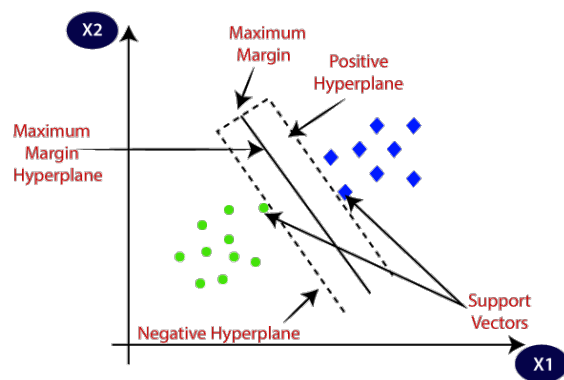 X2
Maximum
Margin
Positive
Hyperplane
Maximum
Margin
Hyperplane
Support
Vectors
Negative Hyperplane
X1